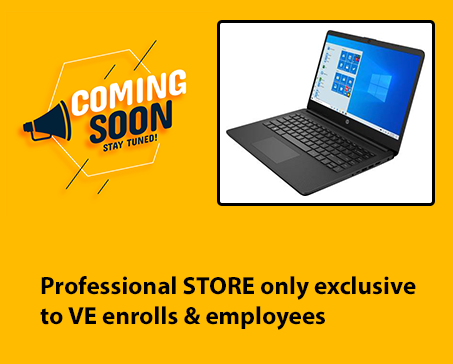 COMING
SOON
STAY TUNED!
Professional STORE only exclusive
to VE enrolls & employees